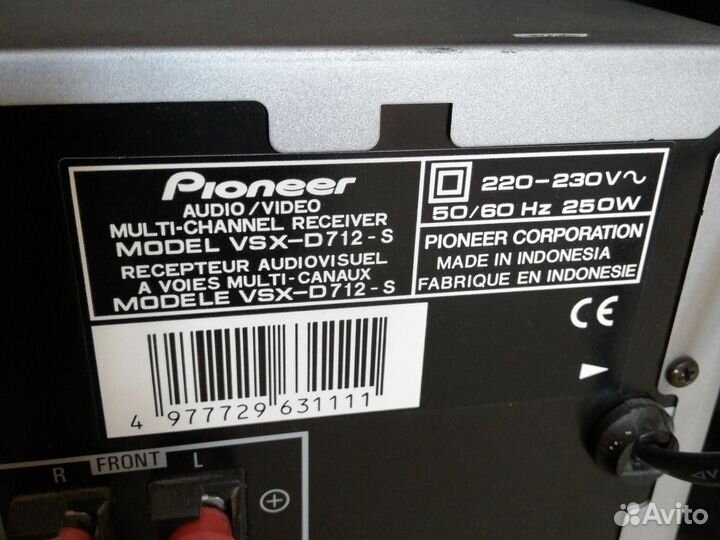 Pioneer
AUDIO/VIDEO
MULTI-CHANNEL RECEIVER
MODEL VSX-D712-S
RECEPTEUR AUDIOVISUEL
A VOIES MULTI-CANAUX
MODELE VSX-D712-S
220-230V~
50/60 Hz 250W
PIONEER CORPORATION
MADE IN INDONESIA
FABRIQUE EN INDONESIE
CE
4 977729 631111
R FRONT L
Avito